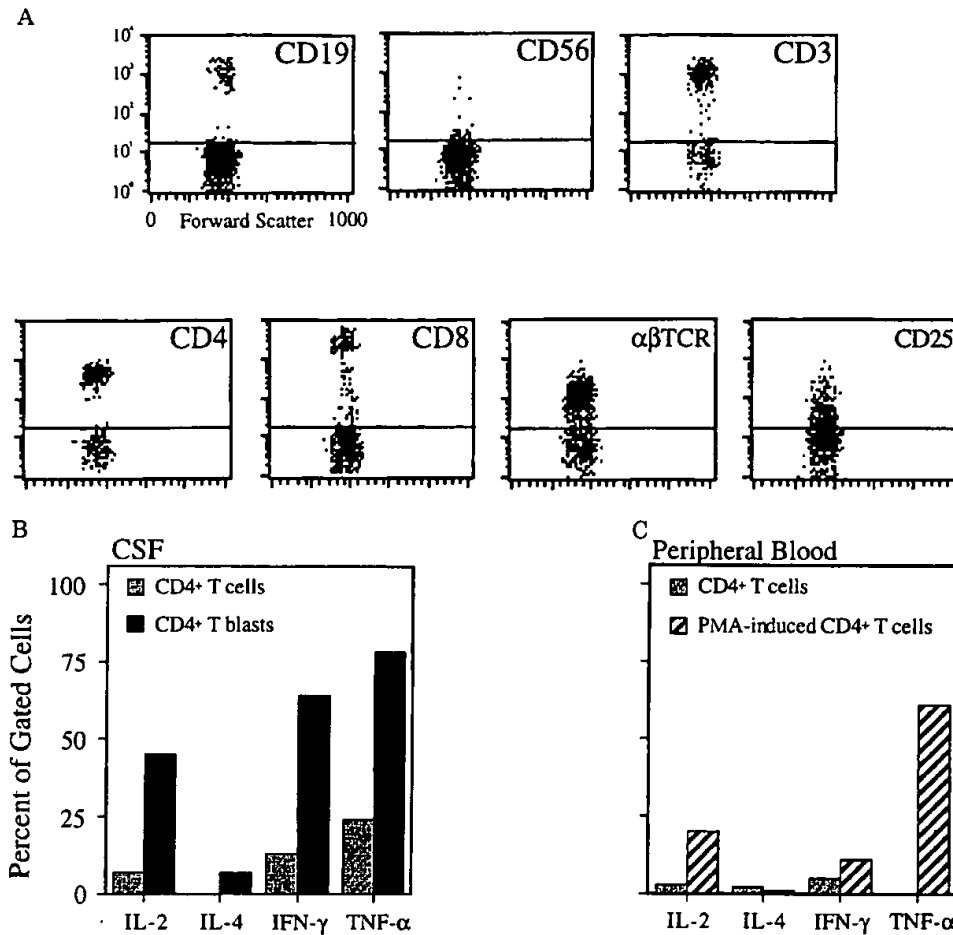 A
CD19
CD56
CD3
10⁴
10³
10²
10¹
10⁰
0 Forward Scatter 1000
CD4
CD8
αβTCR
CD25
B
CSF
CD4+ T cells
CD4+ T blasts
Percent of Gated Cells
100
75
50
25
0
IL-2 IL-4 IFN-γ TNF-α
C
Peripheral Blood
CD4+ T cells
PMA-induced CD4+ T cells
IL-2 IL-4 IFN-γ TNF-α